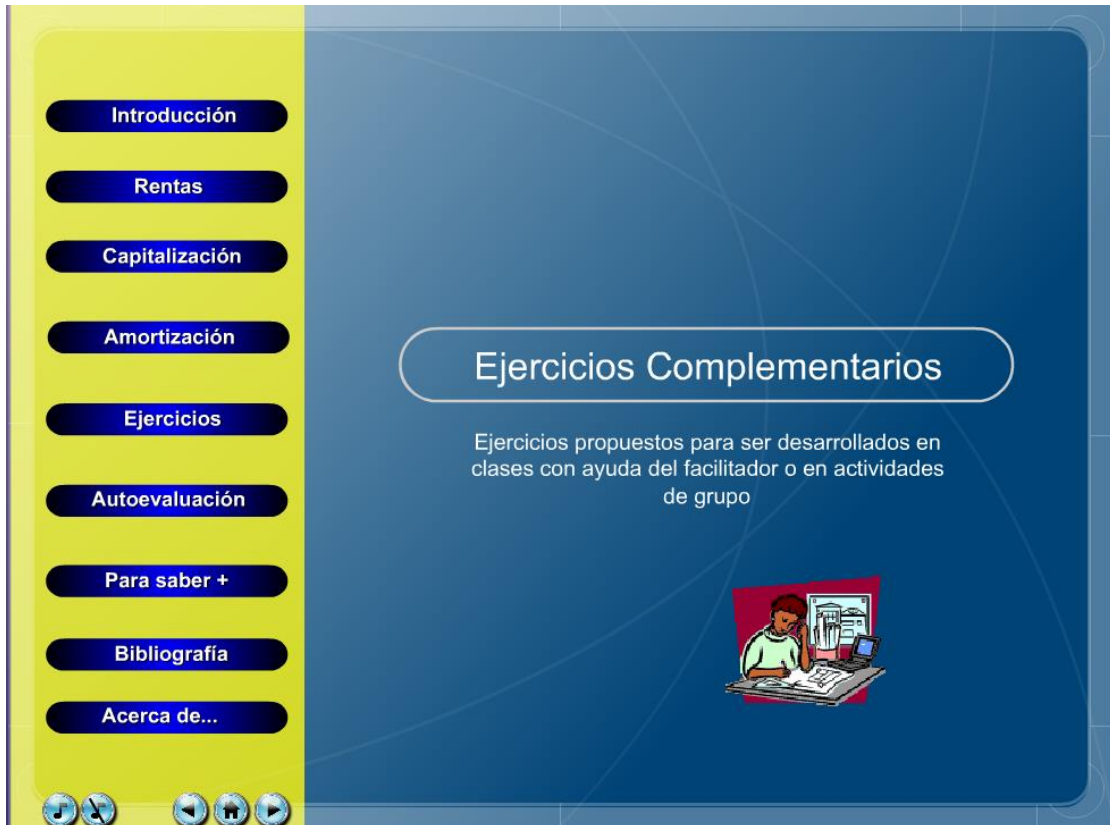 Introducción
Rentas
Capitalización
Amortización
Ejercicios
Autoevaluación
Para saber +
Bibliografía
Acerca de...
Ejercicios Complementarios
Ejercicios propuestos para ser desarrollados en
clases con ayuda del facilitador o en actividades
de grupo